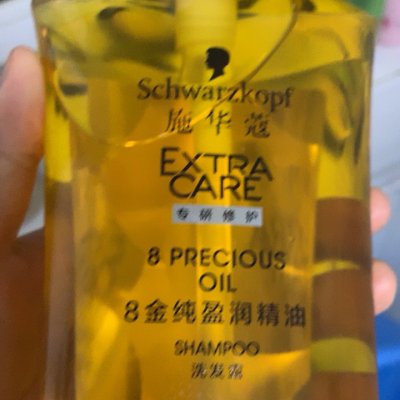 Schwarzkopf
施华蔻
EXTRA
CARE
专研修护
8 PRECIOUS
OIL
8金纯盈润精油
SHAMPOO
洗发露